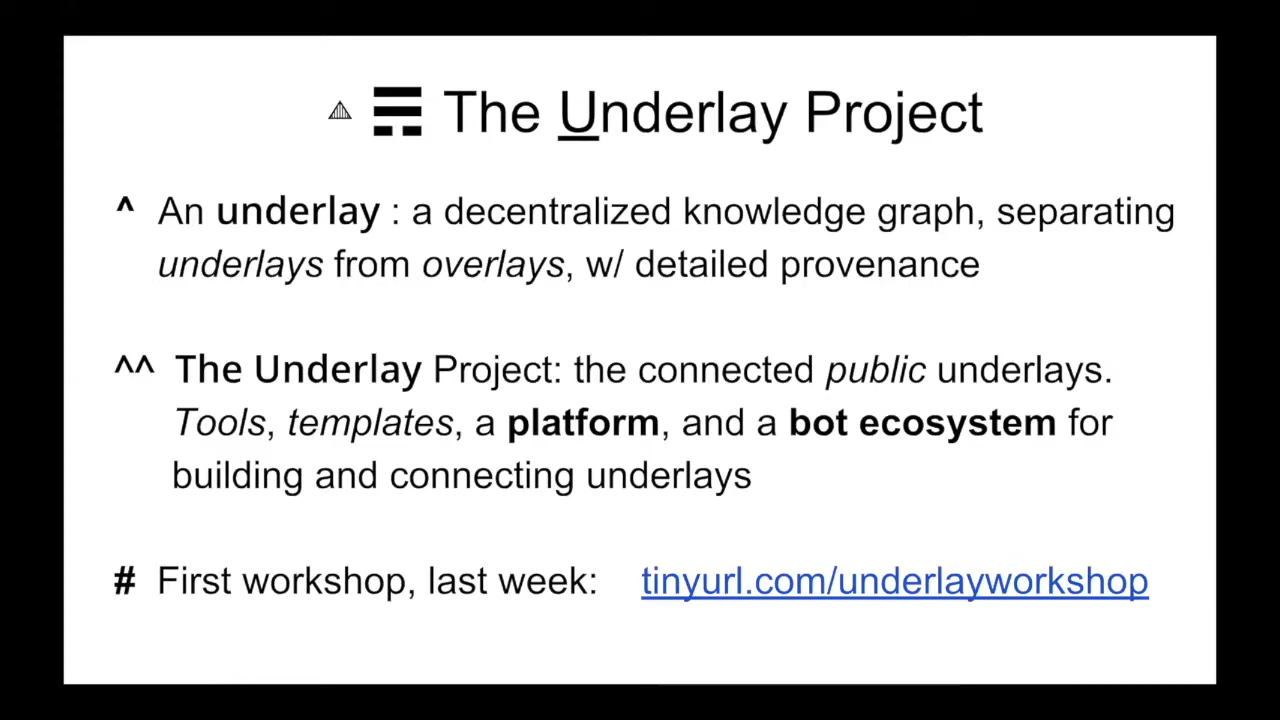 ☴ The Underlay Project
^ An underlay : a decentralized knowledge graph, separating
underlays from overlays, w/ detailed provenance
^^ The Underlay Project: the connected public underlays.
Tools, templates, a platform, and a bot ecosystem for
building and connecting underlays
# First workshop, last week: tinyurl.com/underlayworkshop